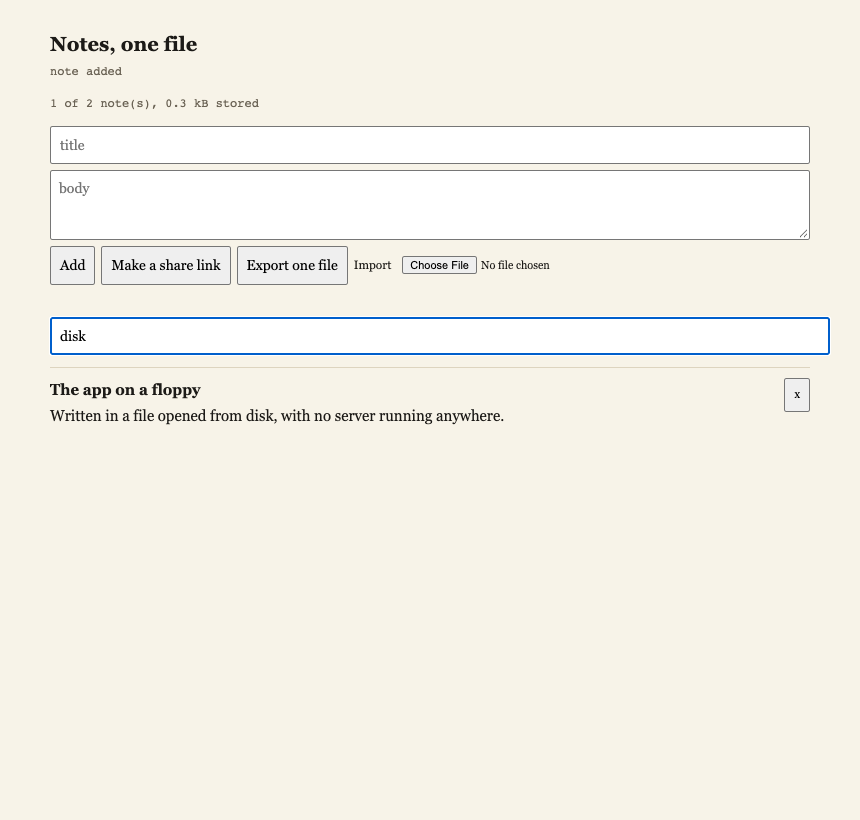 Notes, one file
note added
1 of 2 note(s), 0.3 kB stored
title
body
Add Make a share link Export one file Import Choose File No file chosen
disk
The app on a floppy x
Written in a file opened from disk, with no server running anywhere.